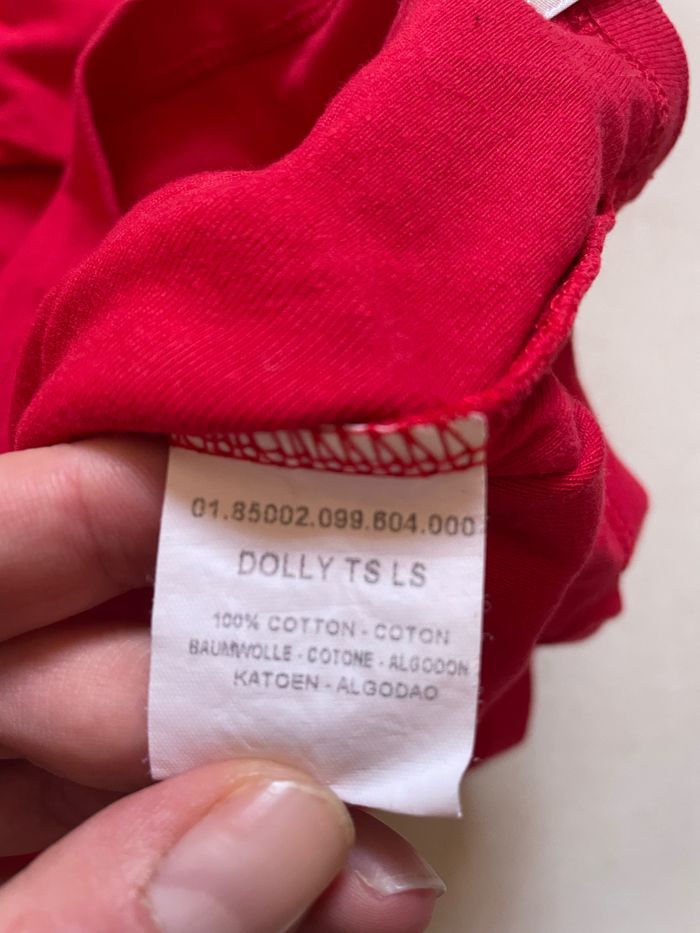 01.85002.099.604.000
DOLLY TS LS
100% COTTON - COTON
BAUMWOLLE - COTONE - ALGODON
KATOEN - ALGODAO